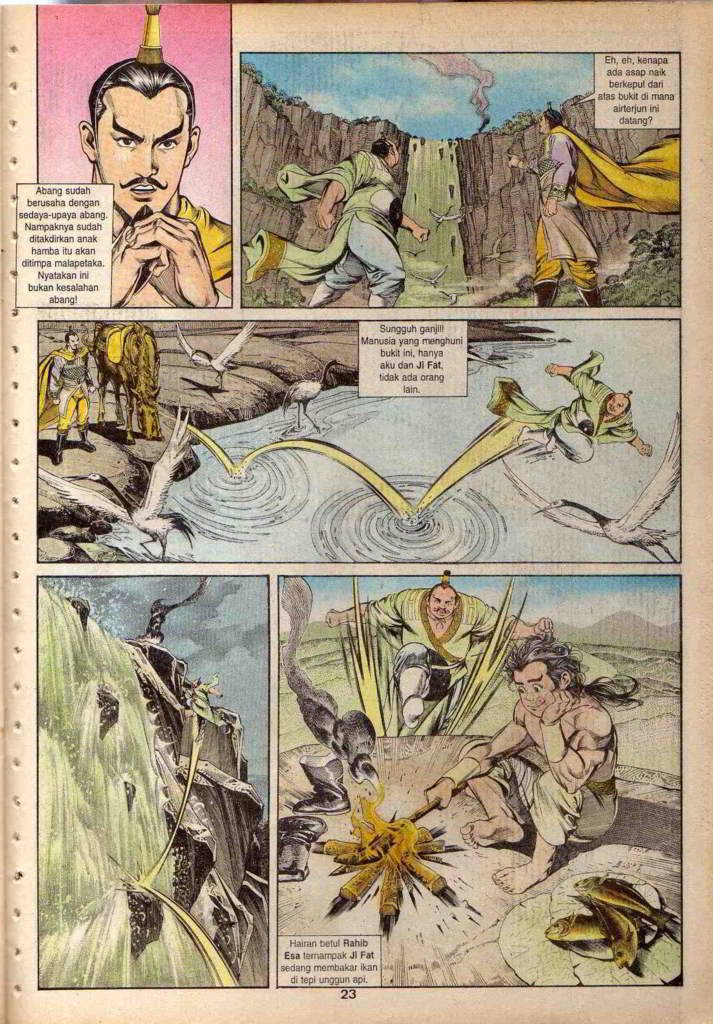 Abang sudah
berusaha dengan
sedaya-upaya abang.
Nampaknya sudah
ditakdirkan anak
hamba itu akan
ditimpa malapetaka.
Nyatakan ini
bukan kesalahan
abang!
Eh, eh, kenapa
ada asap naik
berkepul dari
atas bukit di mana
airterjun ini
datang?
Sungguh ganjil!
Manusia yang menghuni
bukit ini, hanya
aku dan Ji Fat,
tidak ada orang
lain.
Hairan betul Rahib
Esa ternampak Ji Fat
sedang membakar ikan
di tepi unggun api.
23